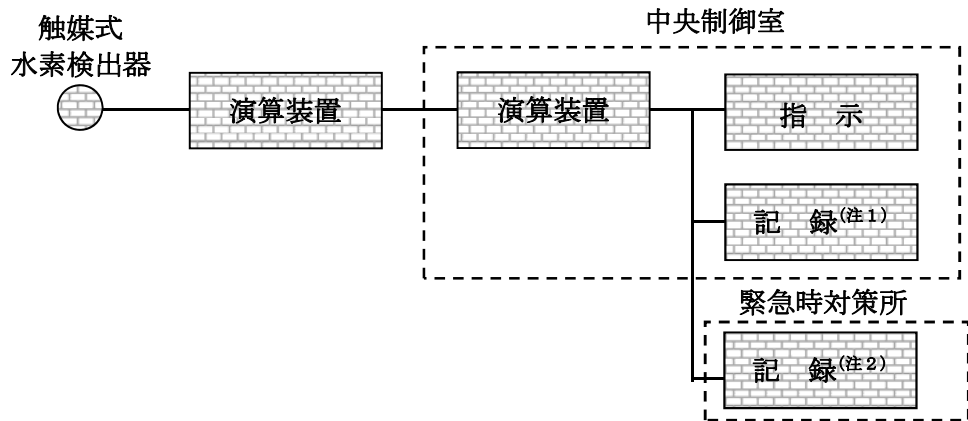 触媒式
水素検出器
演算装置
中央制御室
演算装置
指 示
記 録(注1)
緊急時対策所
記 録(注2)